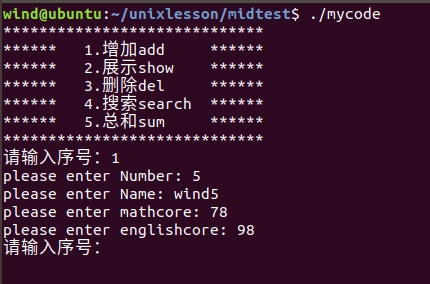 wind@ubuntu:~/unixlesson/midtest$ ./mycode
*****************************
****** 1.增加add ******
****** 2.展示show ******
****** 3.删除del ******
****** 4.搜索search ******
****** 5.总和sum ******
*****************************
请输入序号：1
please enter Number: 5
please enter Name: wind5
please enter mathcore: 78
please enter englishcore: 98
请输入序号：